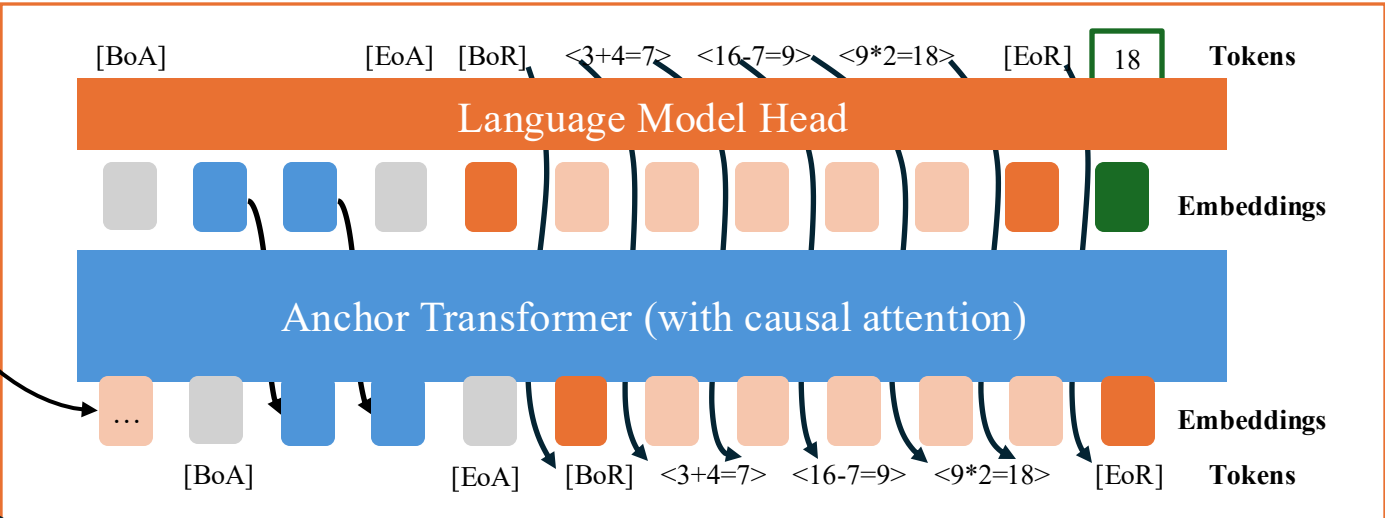 [BoA] [EoA] [BoR] <3+4=7> <16-7=9> <9*2=18> [EoR] 18 Tokens
Language Model Head
Embeddings
Anchor Transformer (with causal attention)
... Embeddings
[BoA] [EoA] [BoR] <3+4=7> <16-7=9> <9*2=18> [EoR] Tokens